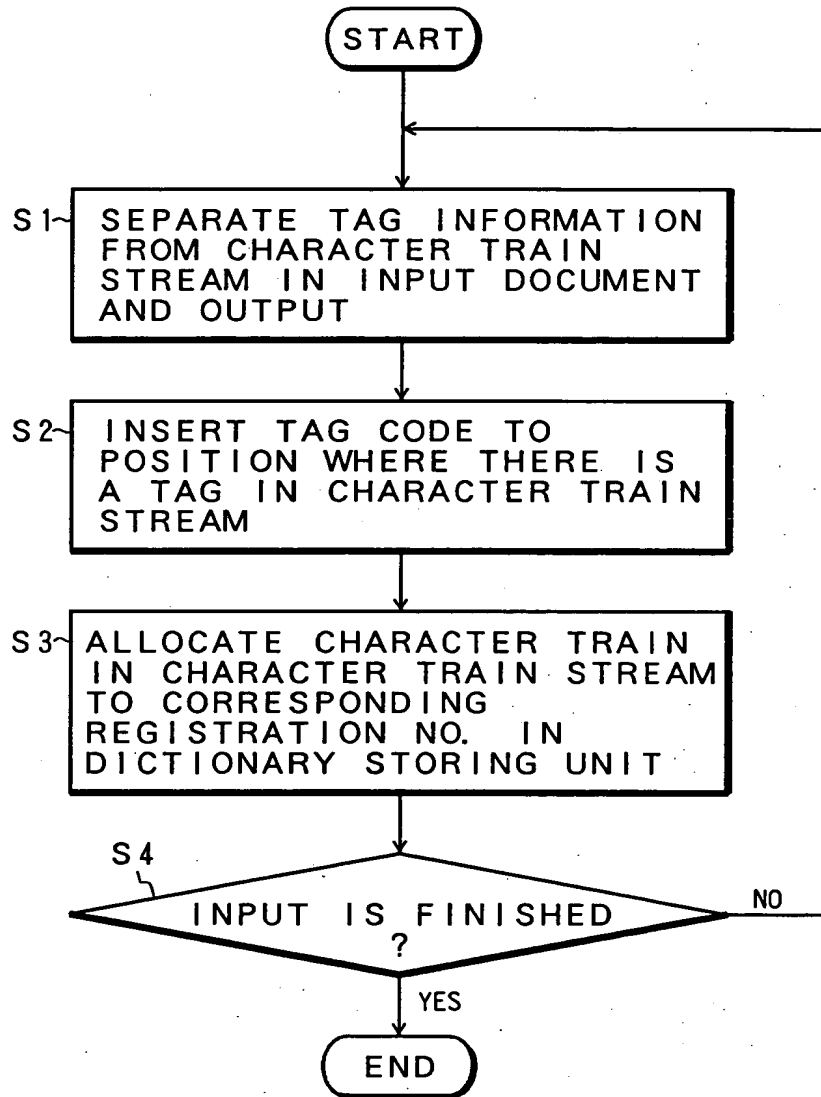 START
S1
SEPARATE TAG INFORMATION
FROM CHARACTER TRAIN
STREAM IN INPUT DOCUMENT
AND OUTPUT
S2
INSERT TAG CODE TO
POSITION WHERE THERE IS
A TAG IN CHARACTER TRAIN
STREAM
S3
ALLOCATE CHARACTER TRAIN
IN CHARACTER TRAIN STREAM
TO CORRESPONDING
REGISTRATION NO. IN
DICTIONARY STORING UNIT
S4
INPUT IS FINISHED
?
NO
YES
END